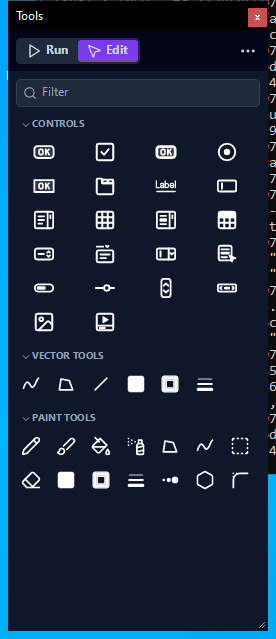 Tools
x
Run
Edit
Filter
CONTROLS
OK
OK
OK
Label
VECTOR TOOLS
PAINT TOOLS